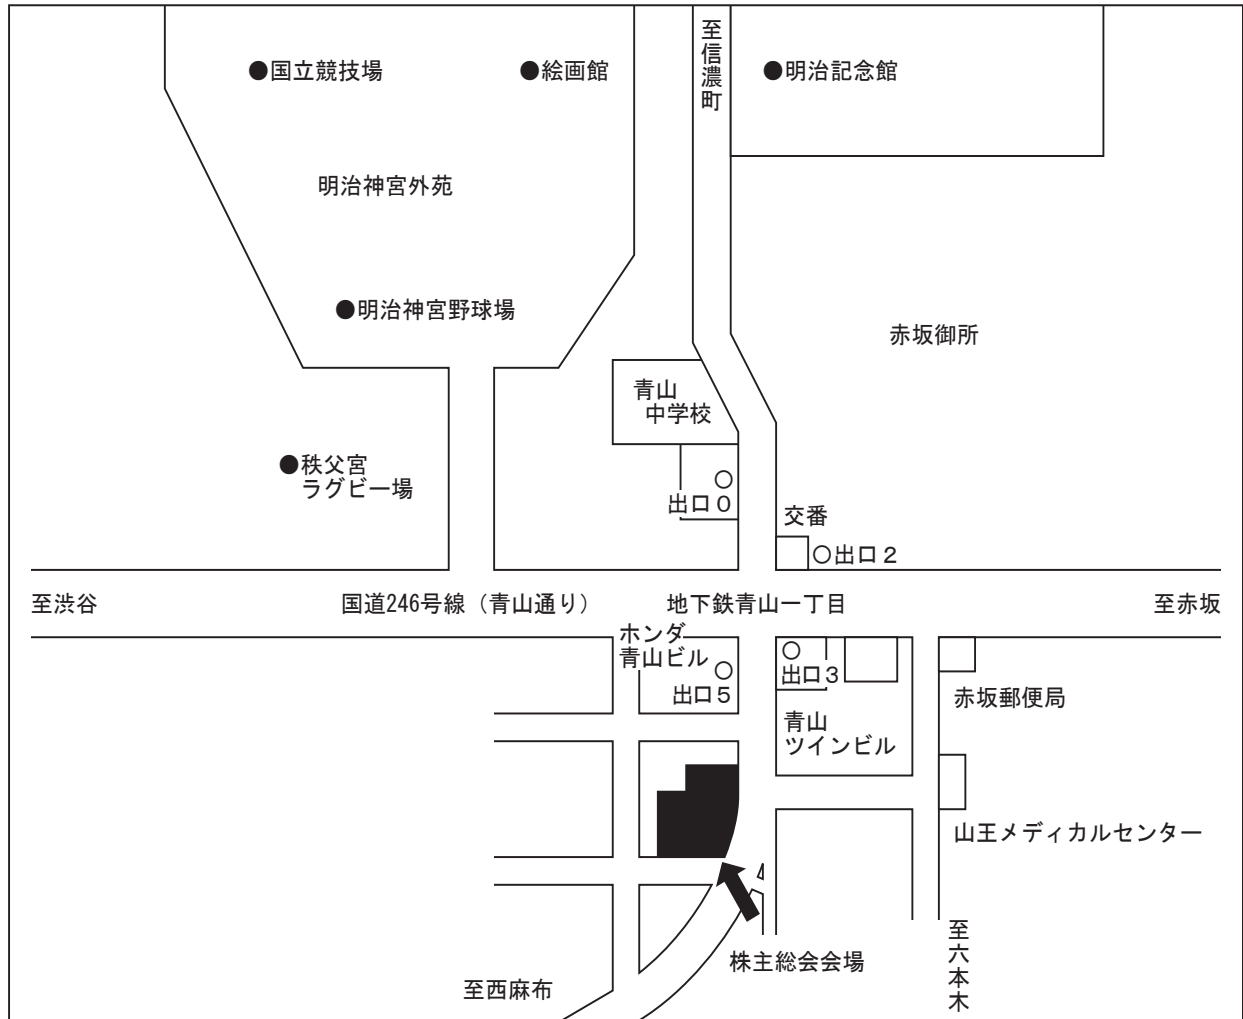 至信濃町
●国立競技場
●絵画館
●明治記念館
明治神宮外苑
●明治神宮野球場
赤坂御所
青山
中学校
●秩父宮
ラグビー場
出口０
交番
出口２
至渋谷
国道246号線（青山通り）
地下鉄青山一丁目
至赤坂
ホンダ
青山ビル
出口５
出口３
赤坂郵便局
青山
ツインビル
山王メディカルセンター
株主総会会場
至六本木
至西麻布